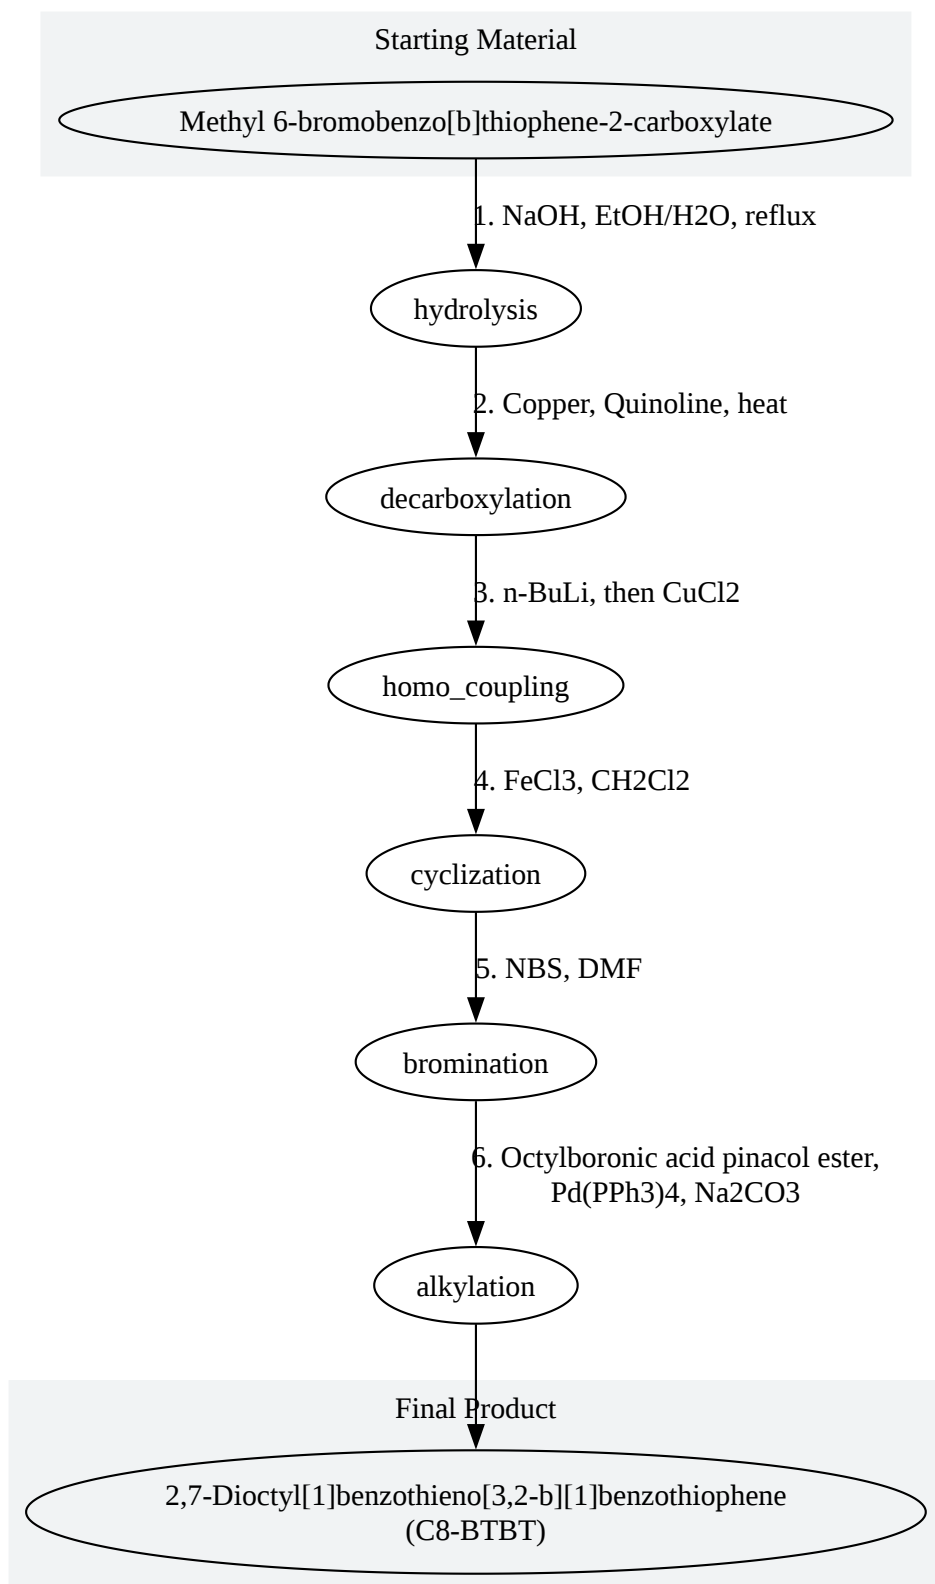 Starting Material
Methyl 6-bromobenzo[b]thiophene-2-carboxylate
1. NaOH, EtOH/H2O, reflux
hydrolysis
2. Copper, Quinoline, heat
decarboxylation
3. n-BuLi, then CuCl2
homo_coupling
4. FeCl3, CH2Cl2
cyclization
5. NBS, DMF
bromination
6. Octylboronic acid pinacol ester,
Pd(PPh3)4, Na2CO3
alkylation
Final Product
2,7-Dioctyl[1]benzothieno[3,2-b][1]benzothiophene
(C8-BTBT)